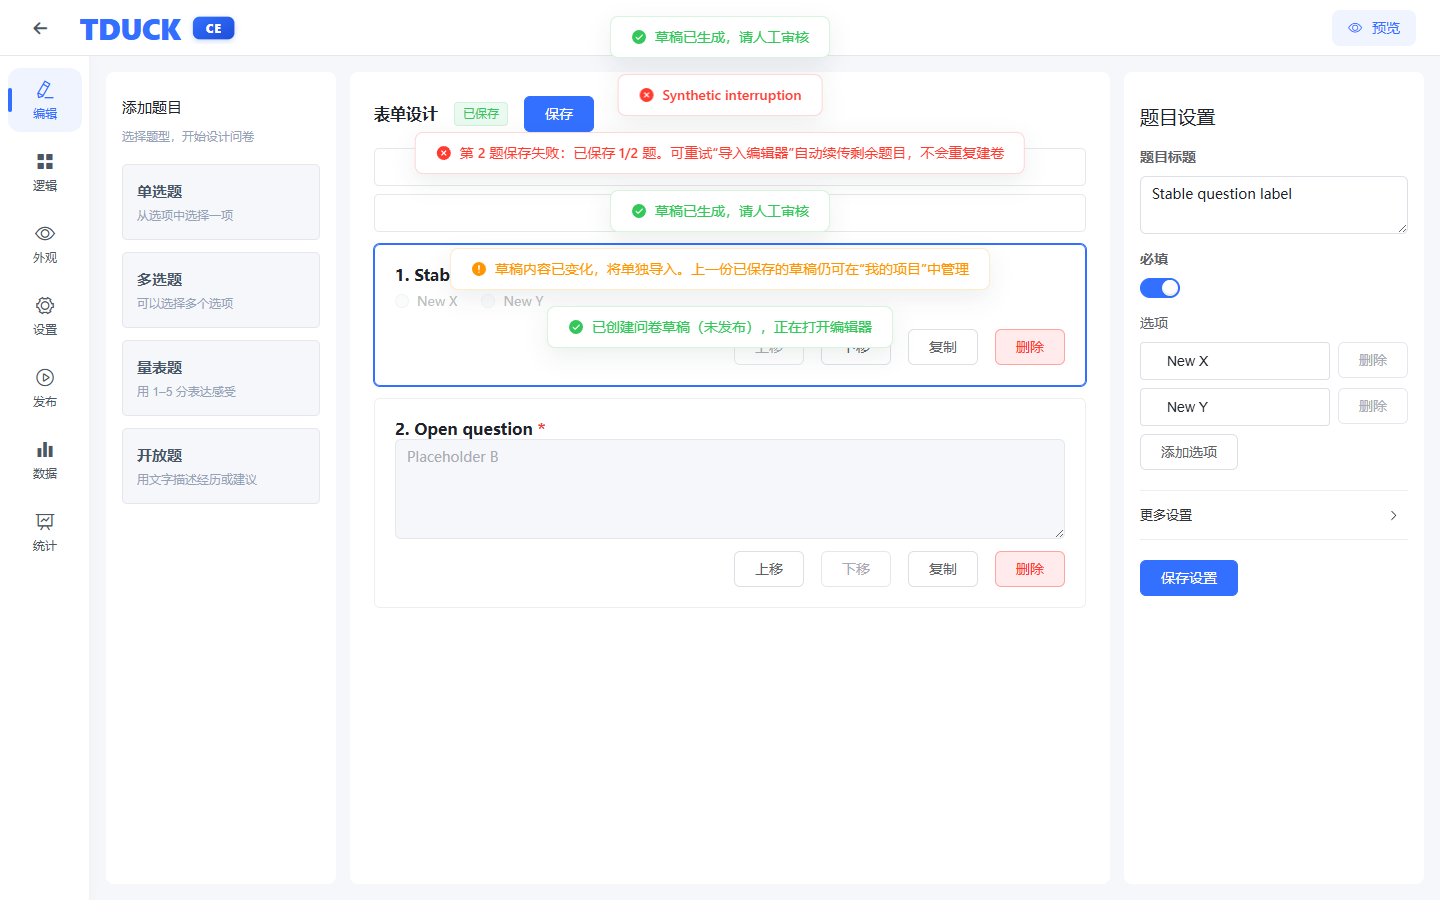 TDUCK CE
预览
草稿已生成，请人工审核
Synthetic interruption
第 2 题保存失败：已保存 1/2 题。可重试“导入编辑器”自动续传剩余题目，不会重复建卷
草稿已生成，请人工审核
草稿内容已变化，将单独导入。上一份已保存的草稿仍可在“我的项目”中管理
已创建问卷草稿（未发布），正在打开编辑器
编辑
逻辑
外观
设置
发布
数据
统计
添加题目
选择题型，开始设计问卷
单选题
从选项中选择一项
多选题
可以选择多个选项
量表题
用 1–5 分表达感受
开放题
用文字描述经历或建议
表单设计 已保存 保存
1. Stab
New X New Y
上移 下移 复制 删除
2. Open question *
Placeholder B
上移 下移 复制 删除
题目设置
题目标题
Stable question label
必填
选项
New X 删除
New Y 删除
添加选项
更多设置
保存设置